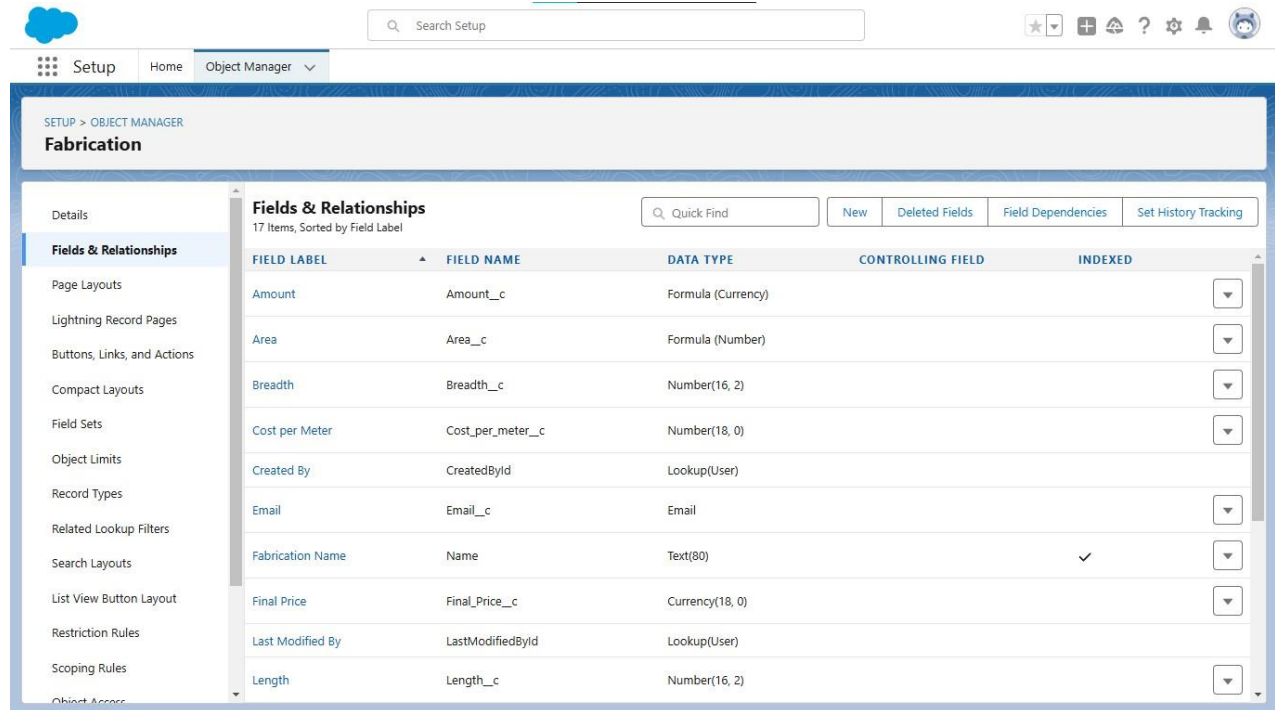 Search Setup
Setup Home Object Manager
SETUP > OBJECT MANAGER
Fabrication
Details
Fields & Relationships
Page Layouts
Lightning Record Pages
Buttons, Links, and Actions
Compact Layouts
Field Sets
Object Limits
Record Types
Related Lookup Filters
Search Layouts
List View Button Layout
Restriction Rules
Scoping Rules
Object Access
Fields & Relationships
17 Items, Sorted by Field Label
Quick Find New Deleted Fields Field Dependencies Set History Tracking
FIELD LABEL FIELD NAME DATA TYPE CONTROLLING FIELD INDEXED
Amount Amount__c Formula (Currency)
Area Area__c Formula (Number)
Breadth Breadth__c Number(16, 2)
Cost per Meter Cost_per_meter__c Number(18, 0)
Created By CreatedById Lookup(User)
Email Email__c Email
Fabrication Name Name Text(80)
Final Price Final_Price__c Currency(18, 0)
Last Modified By LastModifiedById Lookup(User)
Length Length__c Number(16, 2)